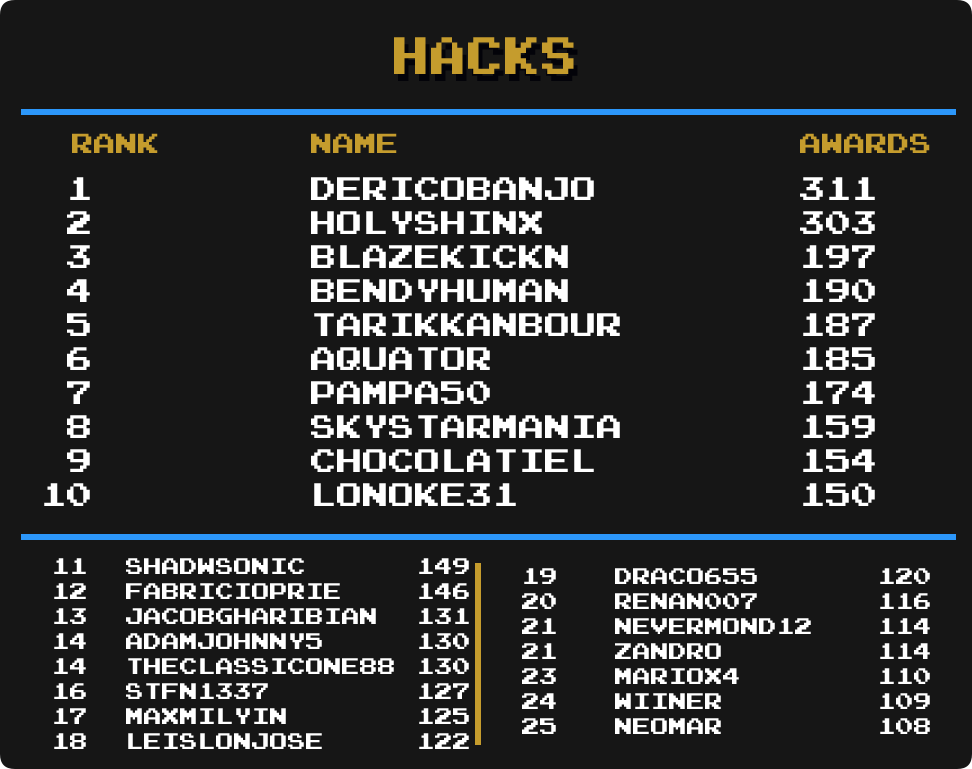 HACKS
RANK NAME AWARDS
1 DERICOBANJO 311
2 HOLYSHINX 303
3 BLAZEKICKN 197
4 BENDYHUMAN 190
5 TARIKKANBOUR 187
6 AQUATOR 185
7 PAMPA50 174
8 SKYSTARMANIA 159
9 CHOCOLATIEL 154
10 LONOKE31 150
11 SHADWSONIC 149
12 FABRICIOPRIE 146
13 JACOBGHARIBIAN 131
14 ADAMJOHNNY5 130
14 THECLASSICONE88 130
16 STFN1337 127
17 MAXMILYIN 125
18 LEISLONJOSE 122
19 DRACO655 120
20 RENAN007 116
21 NEVERMOND12 114
21 ZANDRO 114
23 MARIOX4 110
24 WIINER 109
25 NEOMAR 108